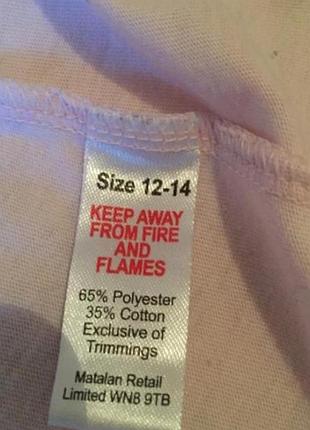 Size 12-14
KEEP AWAY
FROM FIRE
AND
FLAMES
65% Polyester
35% Cotton
Exclusive of
Trimmings
Matalan Retail
Limited WN8 9TB